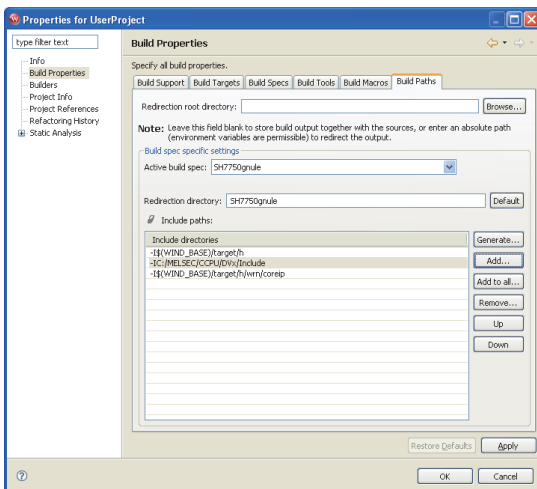 Properties for UserProject
type filter text
Info
Build Properties
Builders
Project Info
Project References
Refactoring History
Static Analysis
Build Properties
Specify all build properties.
Build Support Build Targets Build Specs Build Tools Build Macros Build Paths
Redirection root directory: Browse...
Note: Leave this field blank to store build output together with the sources, or enter an absolute path
(environment variables are permissible) to redirect the output.
Build spec specific settings
Active build spec: SH7750gnule
Redirection directory: SH7750gnule Default
Include paths:
Include directories
-I$(WIND_BASE)/target/h
-IC:/MELSEC/CCPU/DVx/Include
-I$(WIND_BASE)/target/h/wrn/coreip
Generate...
Add...
Add to all...
Remove...
Up
Down
Restore Defaults Apply
OK Cancel